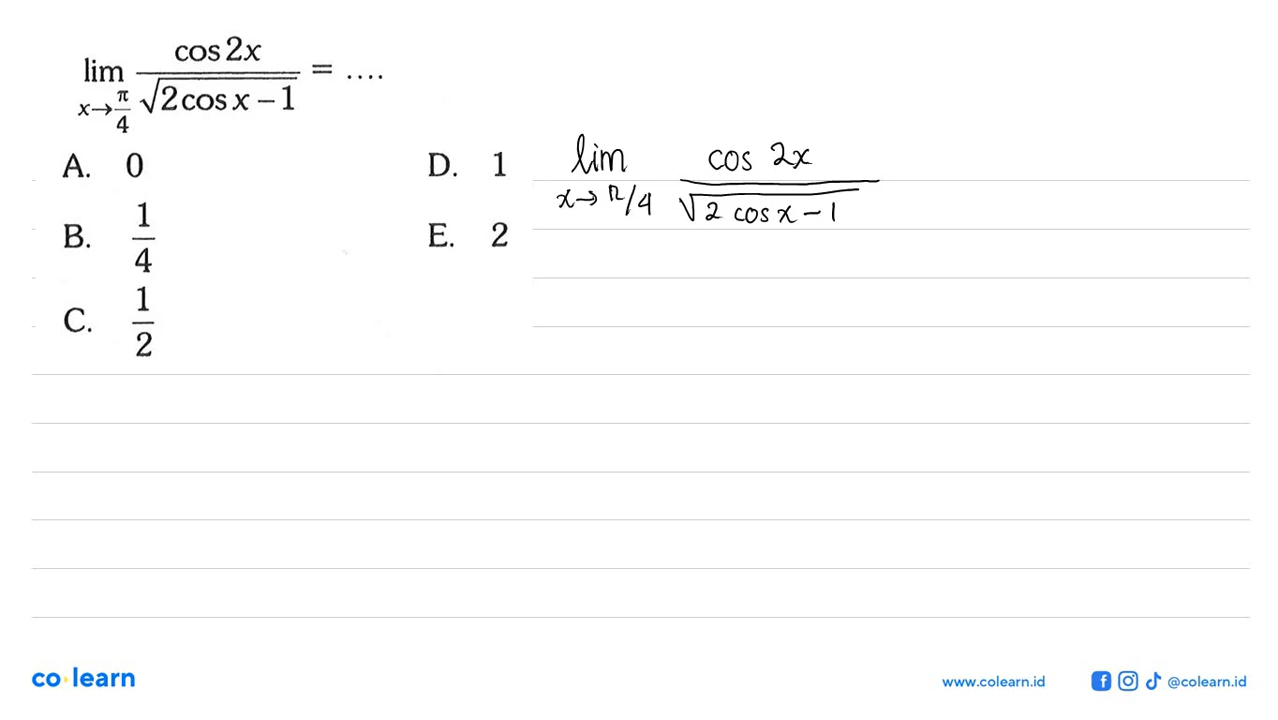 lim x→π/4 cos 2x / √(2 cos x – 1) = ....
A. 0
B. 1/4
C. 1/2
D. 1
E. 2
lim x→π/4 cos 2x / √(2 cos x – 1)
co·learn
www.colearn.id
@colearn.id